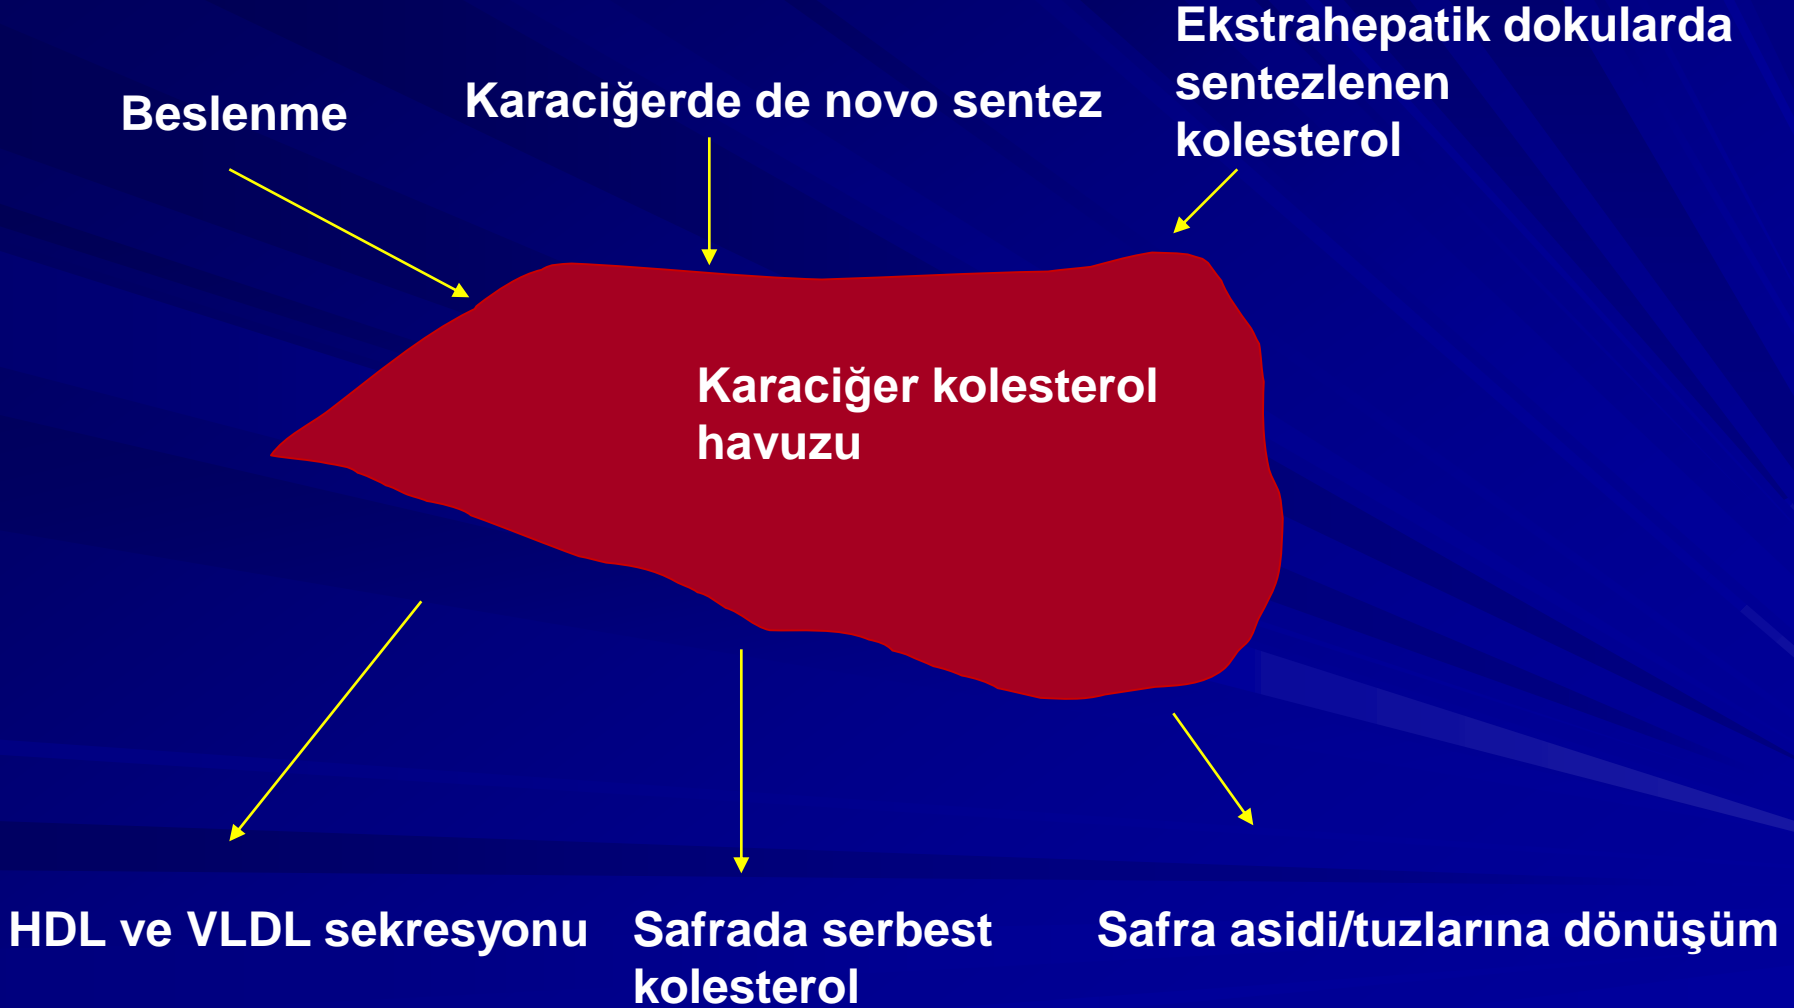 Beslenme
Karaciğerde de novo sentez
Ekstrahepatik dokularda
sentezlenen
kolesterol
Karaciğer kolesterol
havuzu
HDL ve VLDL sekresyonu
Safrada serbest
kolesterol
Safra asidi/tuzlarına dönüşüm